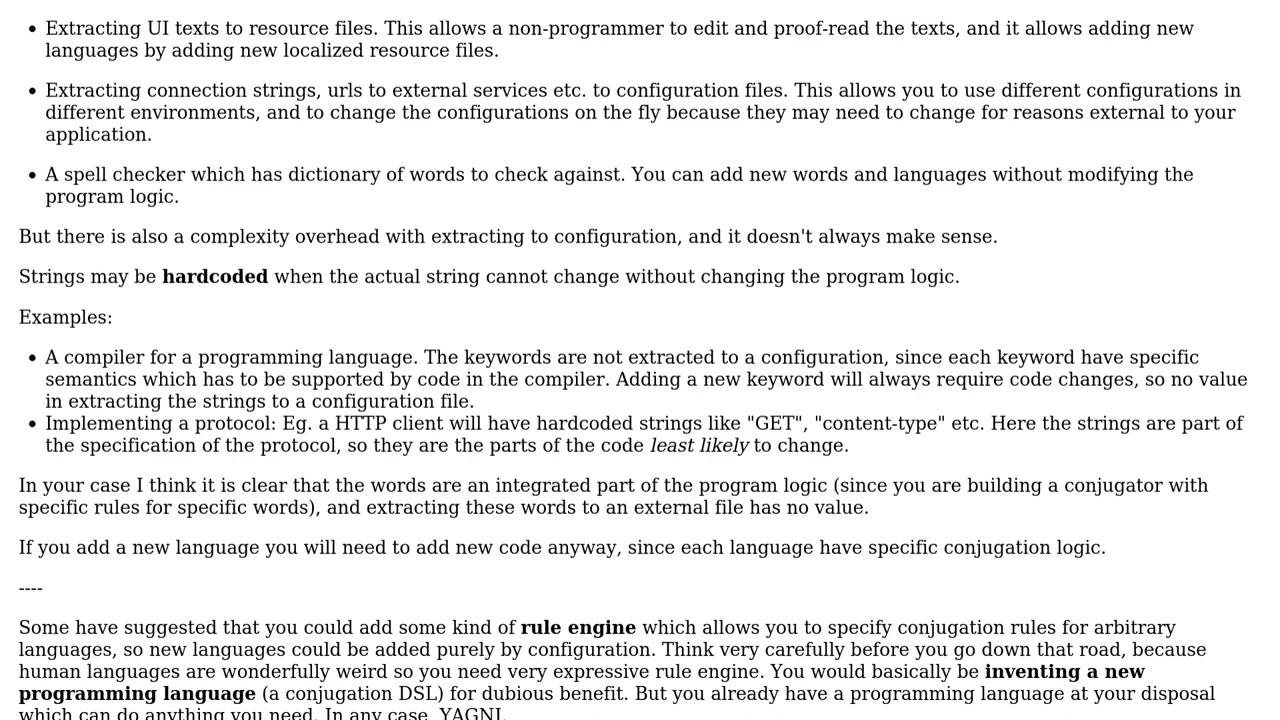 • Extracting UI texts to resource files. This allows a non-programmer to edit and proof-read the texts, and it allows adding new
languages by adding new localized resource files.
• Extracting connection strings, urls to external services etc. to configuration files. This allows you to use different configurations in
different environments, and to change the configurations on the fly because they may need to change for reasons external to your
application.
• A spell checker which has dictionary of words to check against. You can add new words and languages without modifying the
program logic.
But there is also a complexity overhead with extracting to configuration, and it doesn't always make sense.
Strings may be hardcoded when the actual string cannot change without changing the program logic.
Examples:
• A compiler for a programming language. The keywords are not extracted to a configuration, since each keyword have specific
semantics which has to be supported by code in the compiler. Adding a new keyword will always require code changes, so no value
in extracting the strings to a configuration file.
• Implementing a protocol: Eg. a HTTP client will have hardcoded strings like "GET", "content-type" etc. Here the strings are part of
the specification of the protocol, so they are the parts of the code least likely to change.
In your case I think it is clear that the words are an integrated part of the program logic (since you are building a conjugator with
specific rules for specific words), and extracting these words to an external file has no value.
If you add a new language you will need to add new code anyway, since each language have specific conjugation logic.
----
Some have suggested that you could add some kind of rule engine which allows you to specify conjugation rules for arbitrary
languages, so new languages could be added purely by configuration. Think very carefully before you go down that road, because
human languages are wonderfully weird so you need very expressive rule engine. You would basically be inventing a new
programming language (a conjugation DSL) for dubious benefit. But you already have a programming language at your disposal
which can do anything you need. In any case, YAGNI.